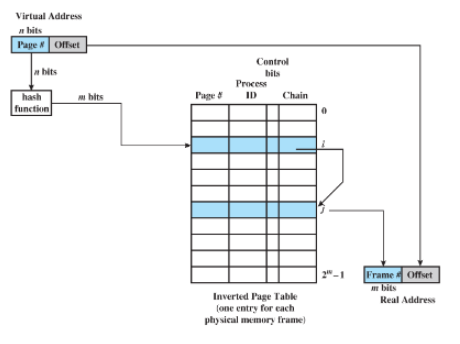 Virtual Address
n bits
Page # Offset
n bits
hash
function
m bits
Control
bits
Process
Page # ID Chain
0
i
j
2^m – 1
Frame # Offset
m bits
Real Address
Inverted Page Table
(one entry for each
physical memory frame)